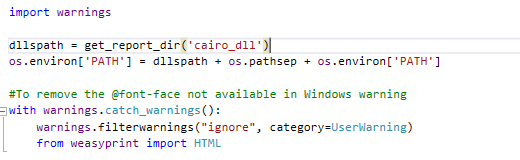 import warnings
dllspath = get_report_dir('cairo_dll')
os.environ['PATH'] = dllspath + os.pathsep + os.environ['PATH']
#To remove the @font-face not available in Windows warning
with warnings.catch_warnings():
    warnings.filterwarnings("ignore", category=UserWarning)
    from weasyprint import HTML